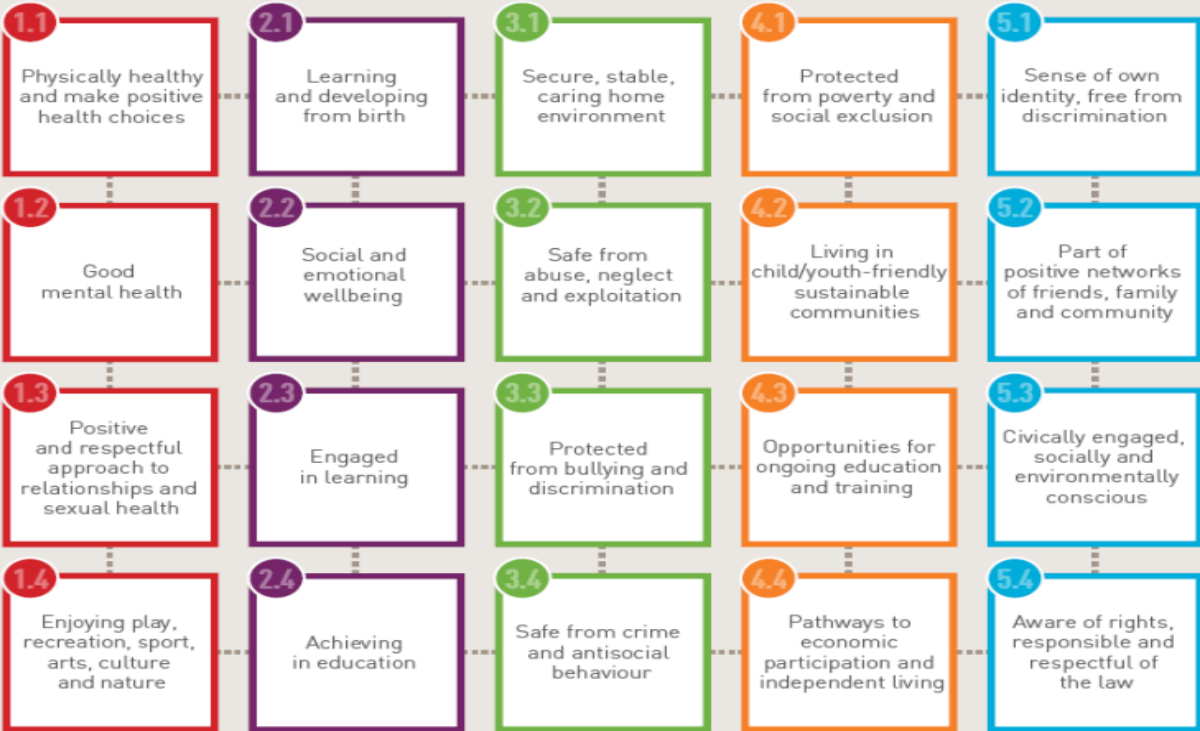 1.1
Physically healthy
and make positive
health choices
2.1
Learning
and developing
from birth
3.1
Secure, stable,
caring home
environment
4.1
Protected
from poverty and
social exclusion
5.1
Sense of own
identity, free from
discrimination
1.2
Good
mental health
2.2
Social and
emotional
wellbeing
3.2
Safe from
abuse, neglect
and exploitation
4.2
Living in
child/youth-friendly
sustainable
communities
5.2
Part of
positive networks
of friends, family
and community
1.3
Positive
and respectful
approach to
relationships and
sexual health
2.3
Engaged
in learning
3.3
Protected
from bullying and
discrimination
4.3
Opportunities for
ongoing education
and training
5.3
Civically engaged,
socially and
environmentally
conscious
1.4
Enjoying play,
recreation, sport,
arts, culture
and nature
2.4
Achieving
in education
3.4
Safe from crime
and antisocial
behaviour
4.4
Pathways to
economic
participation and
independent living
5.4
Aware of rights,
responsible and
respectful of
the law